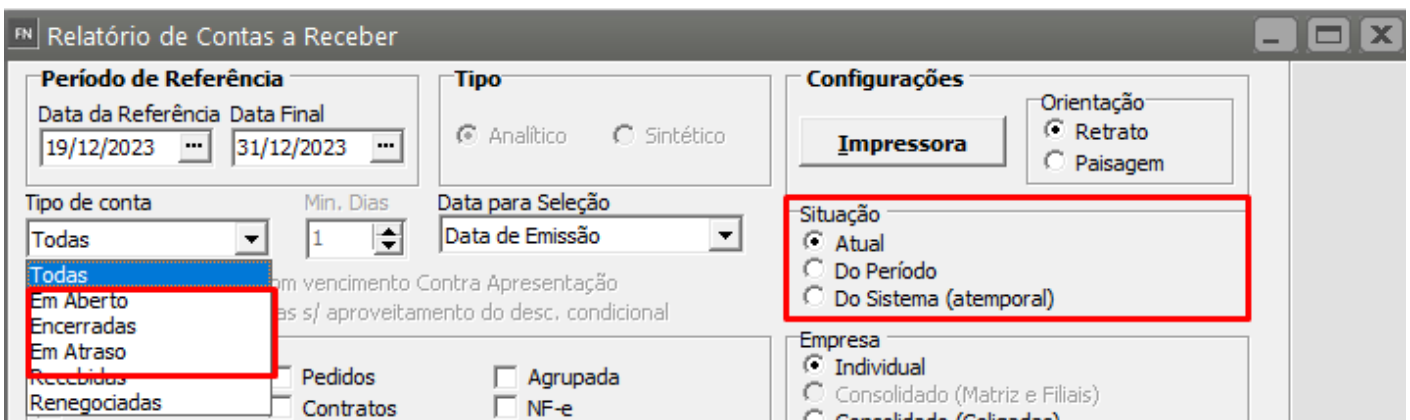 FN Relatório de Contas a Receber
Período de Referência
Data da Referência Data Final
19/12/2023 ... 31/12/2023 ...
Tipo
Analítico Sintético
Configurações
Impressora
Orientação
Retrato
Paisagem
Tipo de conta
Todas
Min. Dias
1
Data para Seleção
Data de Emissão
Situação
Atual
Do Período
Do Sistema (atemporal)
Todas
Em Aberto
Encerradas
Em Atraso
Recebidas
Renegociadas
vencimento Contra Apresentação
s/ aproveitamento do desc. condicional
Pedidos
Agrupada
Contratos
NF-e
Empresa
Individual
Consolidado (Matriz e Filiais)
Consolidado (Coligadas)